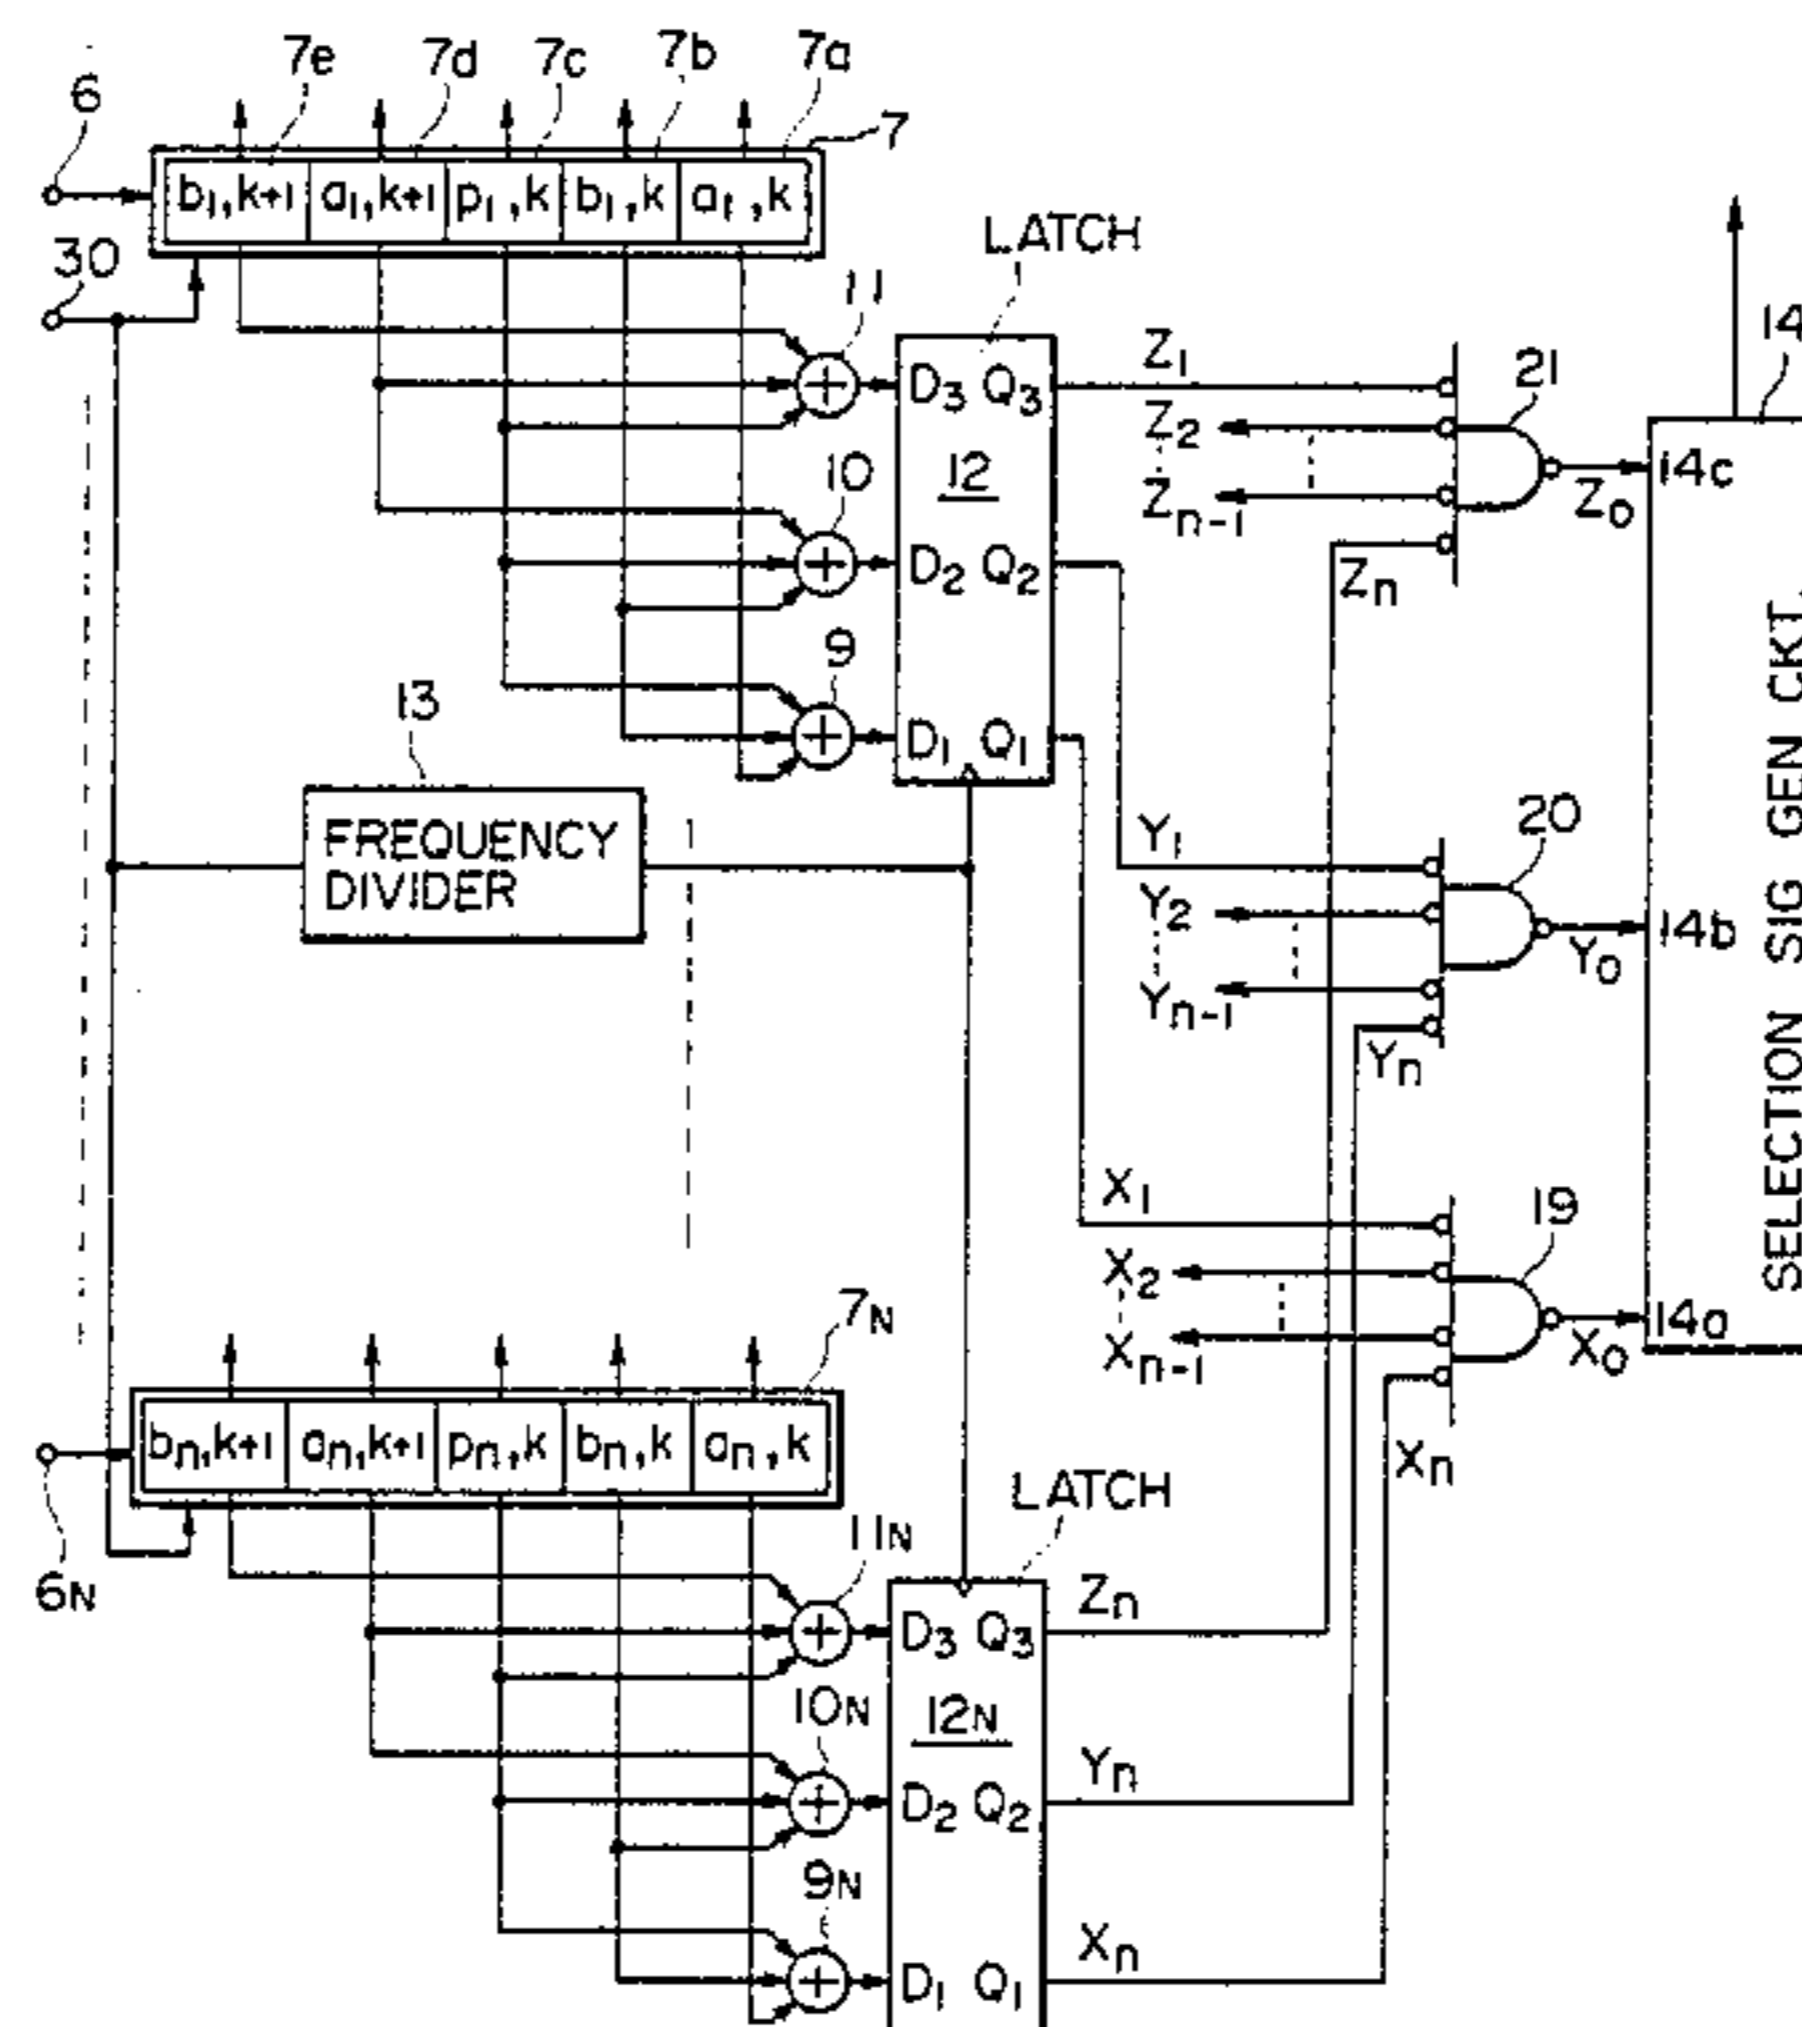 7e 7d 7c 7b 7a
6 7
b1,k+1 a1,k+1 p1,k b1,k a1,k
30
LATCH
11
14
Z1
D3 Q3
21
Z2
14c
12
10
Zn-1
Z0
D2 Q2
Zn
9
13
D1 Q1
FREQUENCY
DIVIDER
Y1
20
Y2
14b
Y0
Yn-1
Yn
SELECTION SIG GEN CKT.
X1
19
X2
7N
14a
Xn-1
X0
bn,k+1 an,k+1 pn,k bn,k an,k
Xn
LATCH
11N
6N
Zn
D3 Q3
10N
12N
Yn
D2 Q2
9N
Xn
D1 Q1